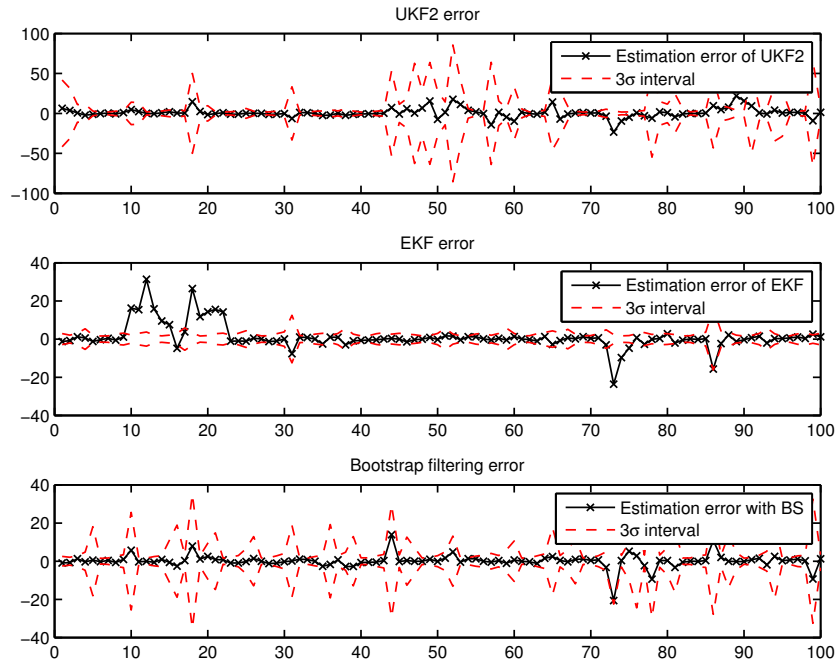 UKF2 error
100
50
0
−50
−100
Estimation error of UKF2
3σ interval
0 10 20 30 40 50 60 70 80 90 100
EKF error
40
20
0
−20
−40
Estimation error of EKF
3σ interval
0 10 20 30 40 50 60 70 80 90 100
Bootstrap filtering error
40
20
0
−20
−40
Estimation error with BS
3σ interval
0 10 20 30 40 50 60 70 80 90 100